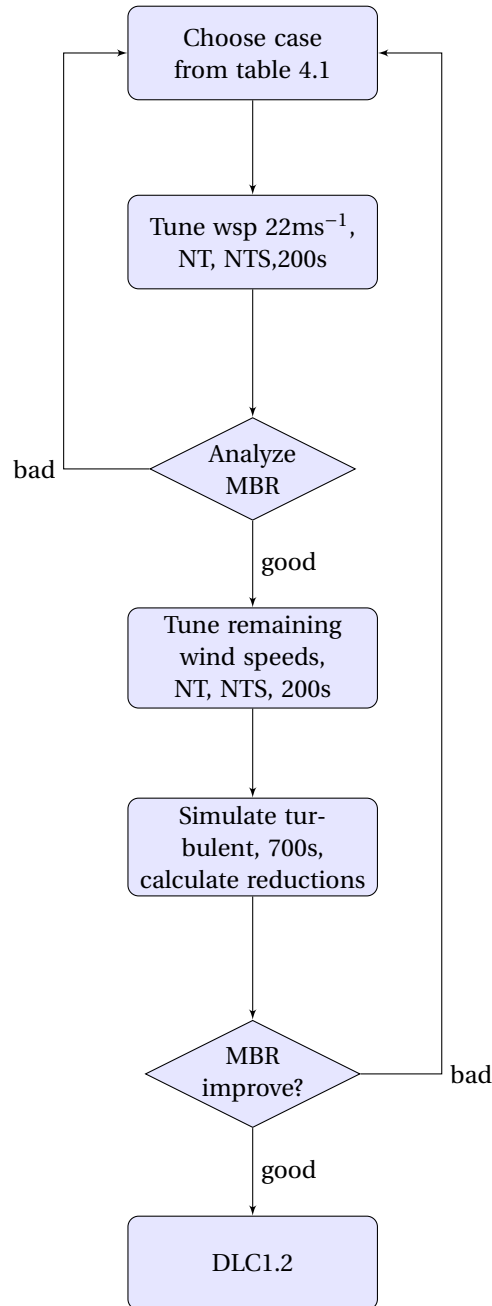 Choose case
from table 4.1
Tune wsp 22ms⁻¹,
NT, NTS,200s
Analyze
MBR
bad
good
Tune remaining
wind speeds,
NT, NTS, 200s
Simulate tur-
bulent, 700s,
calculate reductions
MBR
improve?
bad
good
DLC1.2